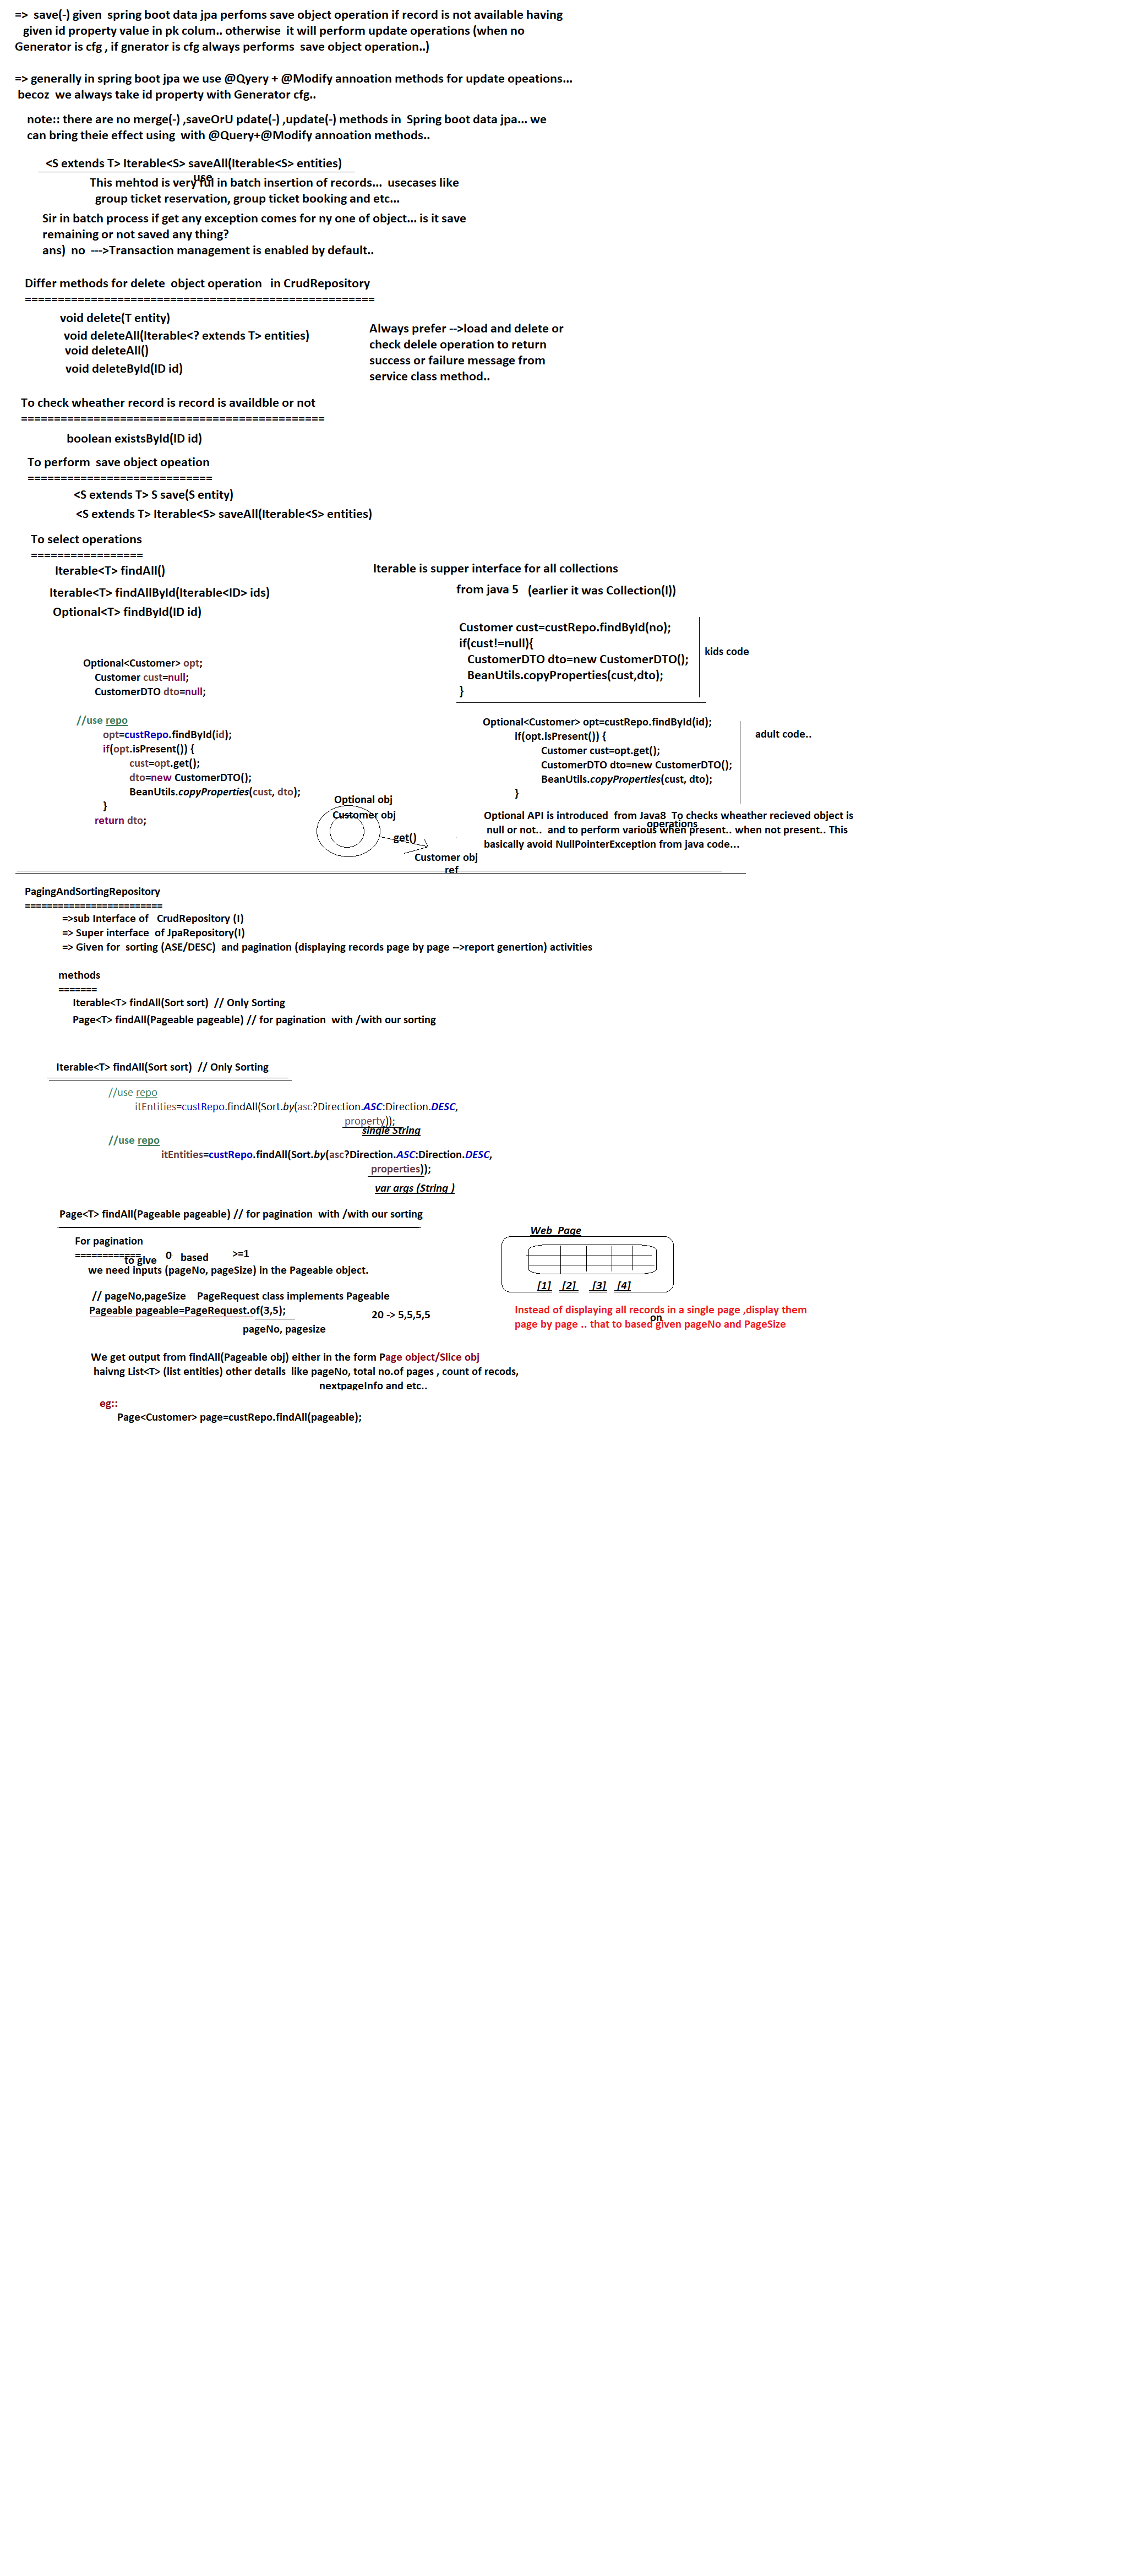 =>  save(-) given  spring boot data jpa perfoms save object operation if record is not available having
given id property value in pk colum.. otherwise  it will perform update operations (when no
Generator is cfg , if gnerator is cfg always performs  save object operation..)
=> generally in spring boot jpa we use @Qyery + @Modify annoation methods for update opeations...
becoz  we always take id property with Generator cfg..
note:: there are no merge(-) ,saveOrU pdate(-) ,update(-) methods in  Spring boot data jpa... we
can bring theie effect using  with @Query+@Modify annoation methods..
<S extends T> Iterable<S> saveAll(Iterable<S> entities)
use
This mehtod is very ful in batch insertion of records...  usecases like
group ticket reservation, group ticket booking and etc...
Sir in batch process if get any exception comes for ny one of object... is it save
remaining or not saved any thing?
ans)  no  --->Transaction management is enabled by default..
Differ methods for delete  object operation   in CrudRepository
=====================================================
void delete(T entity)
void deleteAll(Iterable<? extends T> entities)
void deleteAll()
void deleteById(ID id)
Always prefer -->load and delete or
check delele operation to return
success or failure message from
service class method..
To check wheather record is record is availdble or not
==============================================
boolean existsById(ID id)
To perform  save object opeation
============================
<S extends T> S save(S entity)
<S extends T> Iterable<S> saveAll(Iterable<S> entities)
To select operations
=================
Iterable<T> findAll()
Iterable<T> findAllById(Iterable<ID> ids)
Optional<T> findById(ID id)
Iterable is supper interface for all collections
from java 5   (earlier it was Collection(I))
Customer cust=custRepo.findById(no);
if(cust!=null){
CustomerDTO dto=new CustomerDTO();
BeanUtils.copyProperties(cust,dto);
}
kids code
Optional<Customer> opt;
Customer cust=null;
CustomerDTO dto=null;
//use repo
opt=custRepo.findById(id);
if(opt.isPresent()) {
cust=opt.get();
dto=new CustomerDTO();
BeanUtils.copyProperties(cust, dto);
}
return dto;
Optional<Customer> opt=custRepo.findById(id);
if(opt.isPresent()) {
Customer cust=opt.get();
CustomerDTO dto=new CustomerDTO();
BeanUtils.copyProperties(cust, dto);
}
adult code..
Optional obj
Customer obj
get()
Customer obj
ref
Optional API is introduced  from Java8  To checks wheather recieved object is
operations
null or not..  and to perform various when present.. when not present.. This
basically avoid NullPointerException from java code...
PagingAndSortingRepository
=========================
=>sub Interface of   CrudRepository (I)
=> Super interface  of JpaRepository(I)
=> Given for  sorting (ASE/DESC)  and pagination (displaying records page by page -->report genertion) activities
methods
=======
Iterable<T> findAll(Sort sort)  // Only Sorting
Page<T> findAll(Pageable pageable) // for pagination  with /with our sorting
Iterable<T> findAll(Sort sort)  // Only Sorting
//use repo
itEntities=custRepo.findAll(Sort.by(asc?Direction.ASC:Direction.DESC,
property));
single String
//use repo
itEntities=custRepo.findAll(Sort.by(asc?Direction.ASC:Direction.DESC,
properties));
var args (String )
Page<T> findAll(Pageable pageable) // for pagination  with /with our sorting
For pagination
============
to give   0   based   >=1
we need inputs (pageNo, pageSize) in the Pageable object.
// pageNo,pageSize    PageRequest class implements Pageable
Pageable pageable=PageRequest.of(3,5);
pageNo, pagesize
20 -> 5,5,5,5
Web  Page
[1]   [2]   [3]   [4]
Instead of displaying all records in a single page ,display them
on
page by page .. that to based given pageNo and PageSize
We get output from findAll(Pageable obj) either in the form Page object/Slice obj
haivng List<T> (list entities) other details  like pageNo, total no.of pages , count of recods,
nextpageInfo and etc..
eg::
Page<Customer> page=custRepo.findAll(pageable);